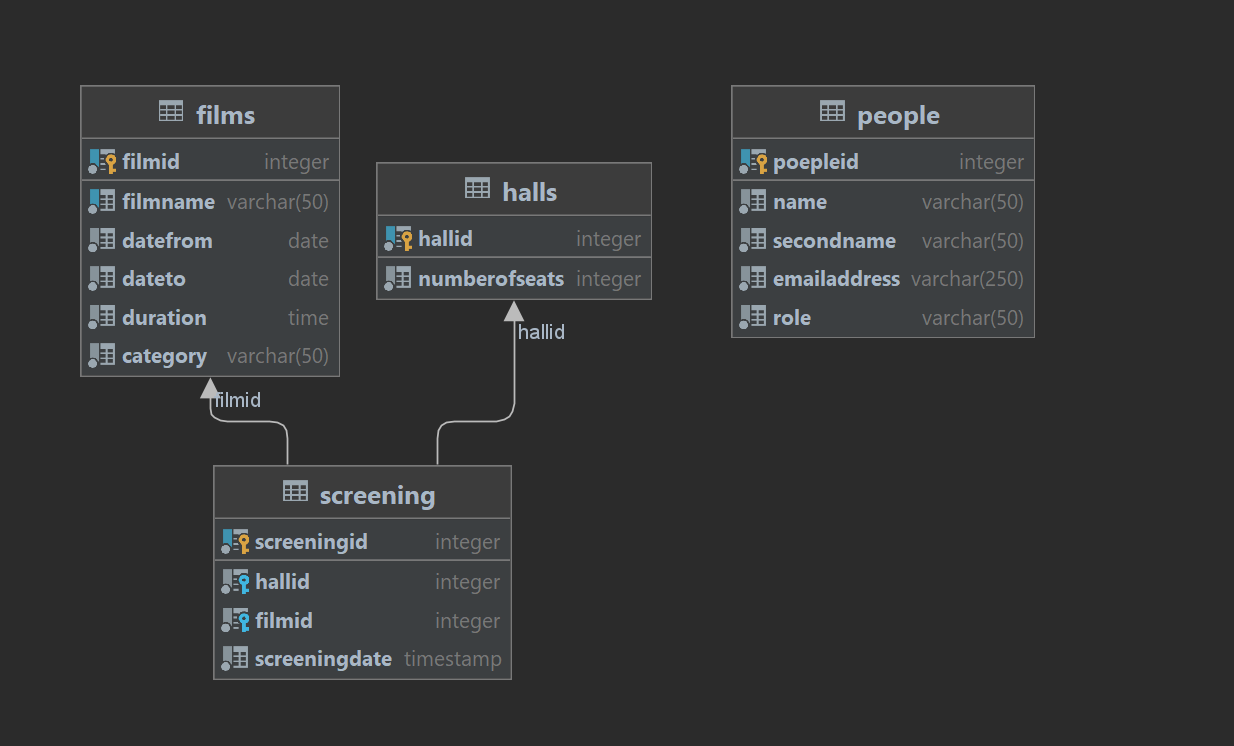 films
filmid integer
filmname varchar(50)
datefrom date
dateto date
duration time
category varchar(50)
halls
hallid integer
numberofseats integer
people
poepleid integer
name varchar(50)
secondname varchar(50)
emailaddress varchar(250)
role varchar(50)
filmid
hallid
screening
screeningid integer
hallid integer
filmid integer
screeningdate timestamp